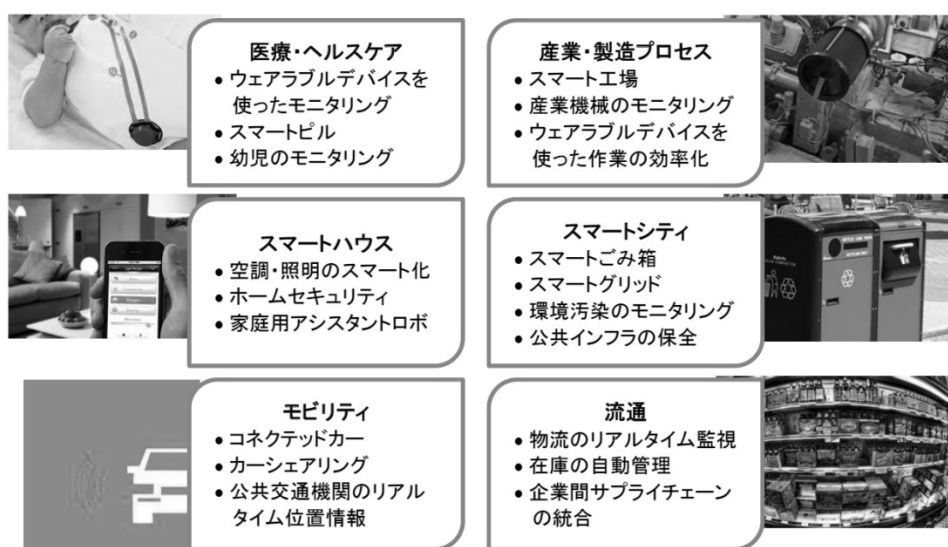 医療・ヘルスケア
● ウェアラブルデバイスを
使ったモニタリング
● スマートピル
● 幼児のモニタリング
産業・製造プロセス
● スマート工場
● 産業機械のモニタリング
● ウェアラブルデバイスを
使った作業の効率化
スマートハウス
● 空調・照明のスマート化
● ホームセキュリティ
● 家庭用アシスタントロボ
スマートシティ
● スマートごみ箱
● スマートグリッド
● 環境汚染のモニタリング
● 公共インフラの保全
モビリティ
● コネクテッドカー
● カーシェアリング
● 公共交通機関のリアル
タイム位置情報
流通
● 物流のリアルタイム監視
● 在庫の自動管理
● 企業間サプライチェーン
の統合